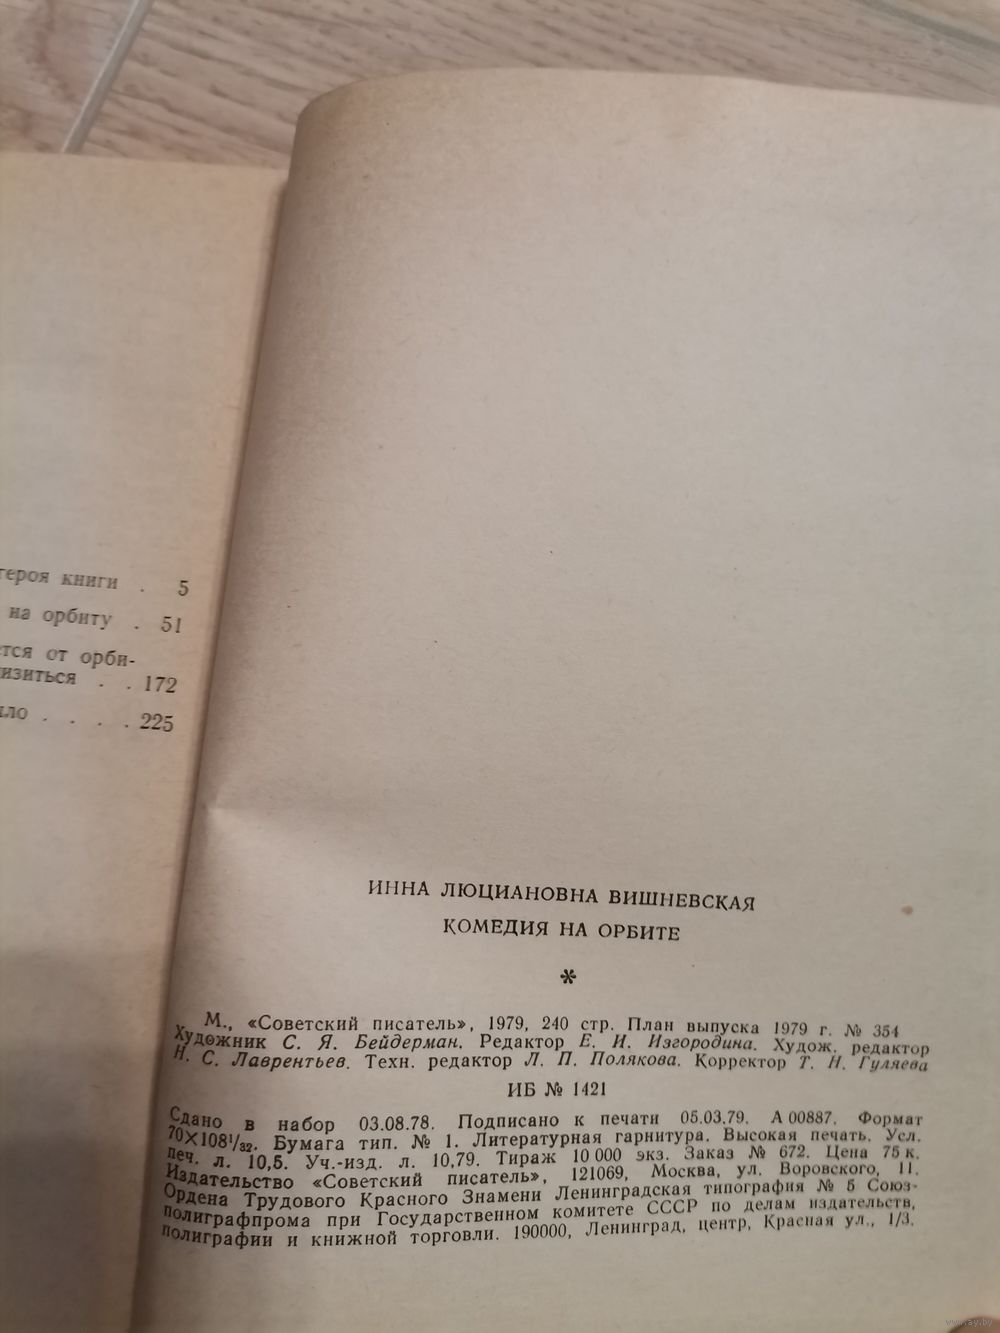 героя книги . 5
на орбиту . 51
ется от орби-
изиться . . 172
ыло . . . . 225
ИННА ЛЮЦИАНОВНА ВИШНЕВСКАЯ
КОМЕДИЯ НА ОРБИТЕ
*
М., «Советский писатель», 1979, 240 стр. План выпуска 1979 г. № 354
Художник С. Я. Бейдерман. Редактор Е. И. Изгородина. Худож. редактор
Н. С. Лаврентьев. Техн. редактор Л. П. Полякова. Корректор Т. Н. Гуляева
ИБ № 1421
Сдано в набор 03.08.78. Подписано к печати 05.03.79. А 00887. Формат
70×108¹/₃₂. Бумага тип. № 1. Литературная гарнитура. Высокая печать. Усл.
печ. л. 10,5. Уч.-изд. л. 10,79. Тираж 10 000 экз. Заказ № 672. Цена 75 к.
Издательство «Советский писатель», 121069, Москва, ул. Воровского, 11.
Ордена Трудового Красного Знамени Ленинградская типография № 5 Союз-
полиграфпрома при Государственном комитете СССР по делам издательств,
полиграфии и книжной торговли. 190000, Ленинград, центр, Красная ул., 1/3.
www.ay.by